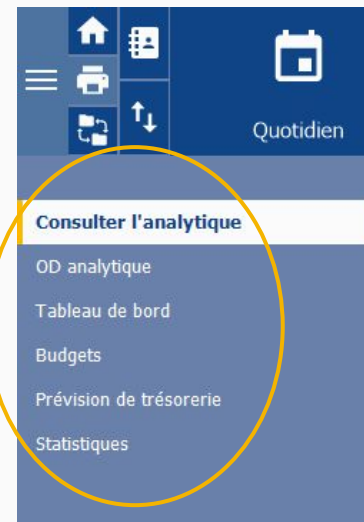 Quotidien
Consulter l'analytique
OD analytique
Tableau de bord
Budgets
Prévision de trésorerie
Statistiques